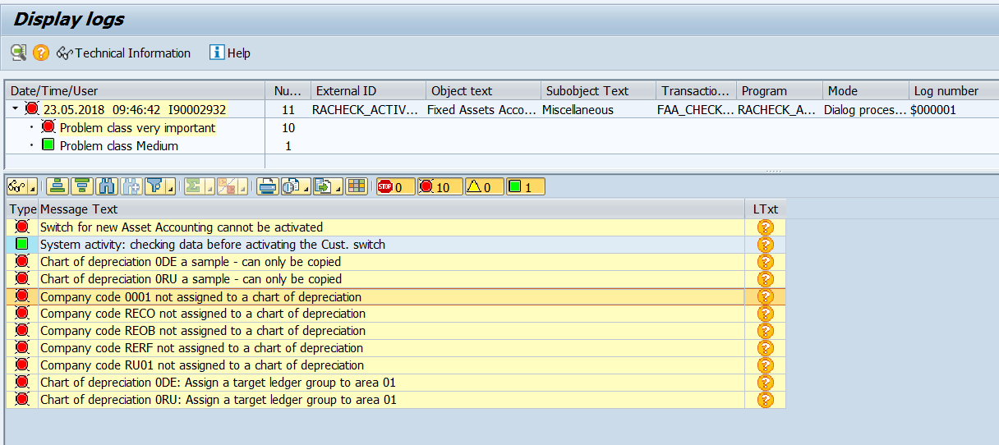 Display logs
Technical Information Help
Date/Time/User Nu... External ID Object text Subobject Text Transactio... Program Mode Log number
23.05.2018 09:46:42 I90002932 11 RACHECK_ACTIV... Fixed Assets Acco... Miscellaneous FAA_CHECK... RACHECK_A... Dialog proces... $000001
Problem class very important 10
Problem class Medium 1
STOP 0 10 0 1
Type Message Text LTxt
Switch for new Asset Accounting cannot be activated
System activity: checking data before activating the Cust. switch
Chart of depreciation 0DE a sample - can only be copied
Chart of depreciation 0RU a sample - can only be copied
Company code 0001 not assigned to a chart of depreciation
Company code RECO not assigned to a chart of depreciation
Company code REOB not assigned to a chart of depreciation
Company code RERF not assigned to a chart of depreciation
Company code RU01 not assigned to a chart of depreciation
Chart of depreciation 0DE: Assign a target ledger group to area 01
Chart of depreciation 0RU: Assign a target ledger group to area 01